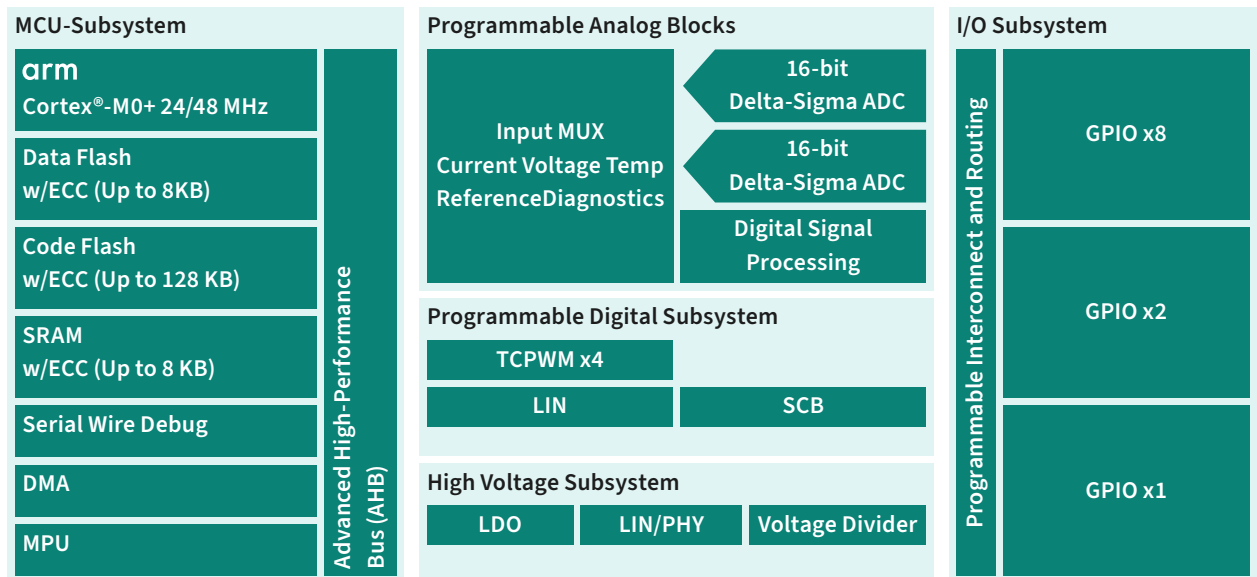 MCU-Subsystem
arm
Cortex®-M0+ 24/48 MHz
Data Flash
w/ECC (Up to 8KB)
Code Flash
w/ECC (Up to 128 KB)
SRAM
w/ECC (Up to 8 KB)
Serial Wire Debug
DMA
MPU
Advanced High-Performance
Bus (AHB)
Programmable Analog Blocks
Input MUX
Current Voltage Temp
ReferenceDiagnostics
16-bit
Delta-Sigma ADC
16-bit
Delta-Sigma ADC
Digital Signal
Processing
Programmable Digital Subsystem
TCPWM x4
LIN
SCB
High Voltage Subsystem
LDO
LIN/PHY
Voltage Divider
I/O Subsystem
Programmable Interconnect and Routing
GPIO x8
GPIO x2
GPIO x1